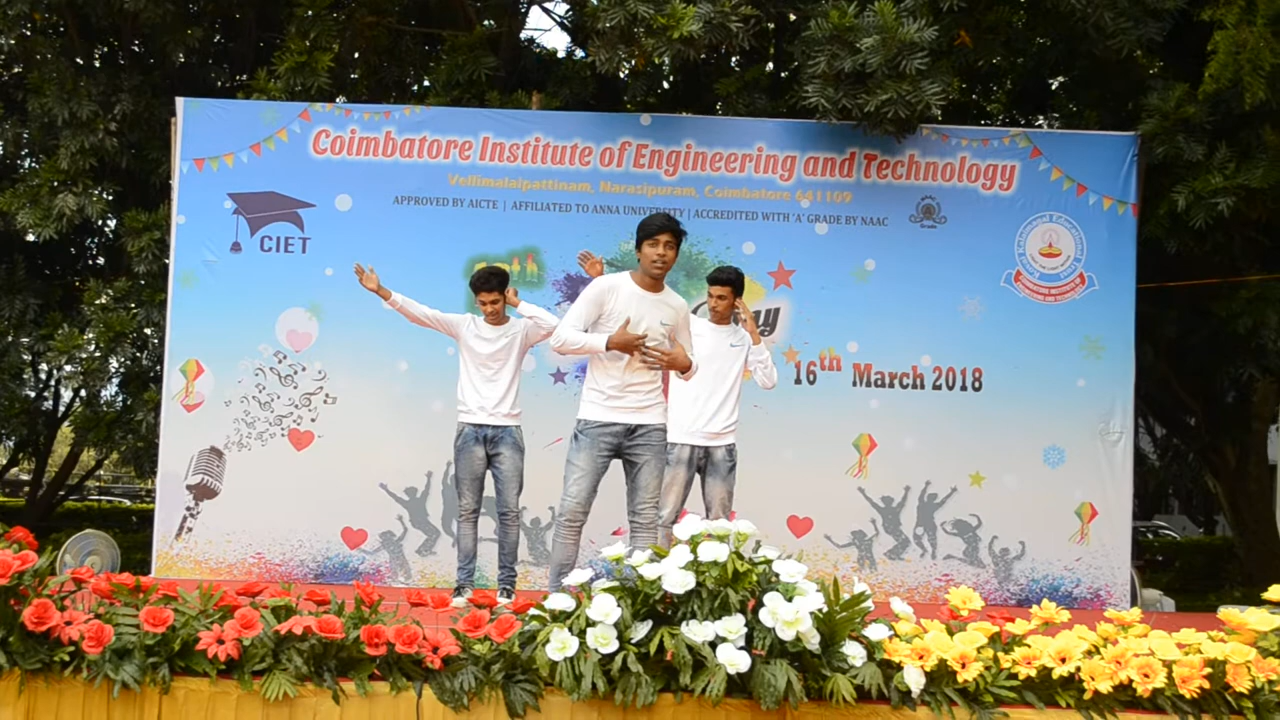 Coimbatore Institute of Engineering and Technology
Vellimalaipattinam, Narasipuram, Coimbatore 641109
APPROVED BY AICTE | AFFILIATED TO ANNA UNIVERSITY | ACCREDITED WITH 'A' GRADE BY NAAC
CIET
16th March 2018